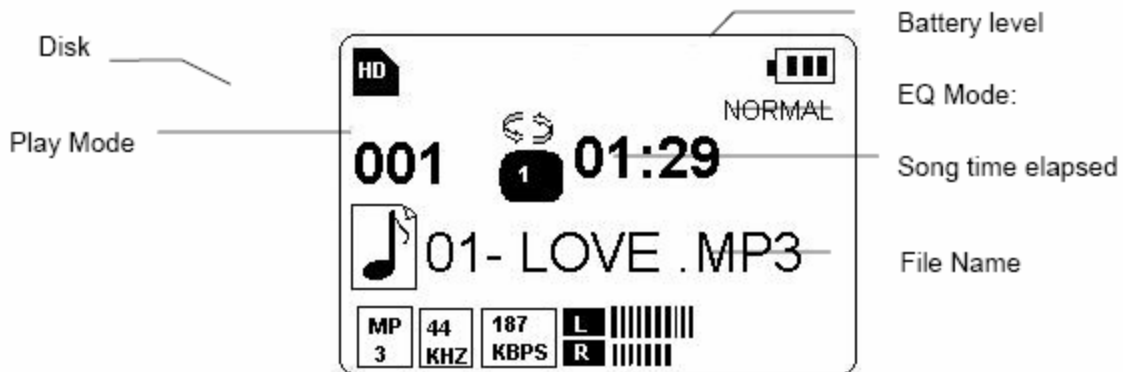 Battery level
Disk
HD
EQ Mode:
NORMAL
Play Mode
001
1
01:29
Song time elapsed
01- LOVE .MP3
File Name
MP
3
44
KHZ
187
KBPS
L
R